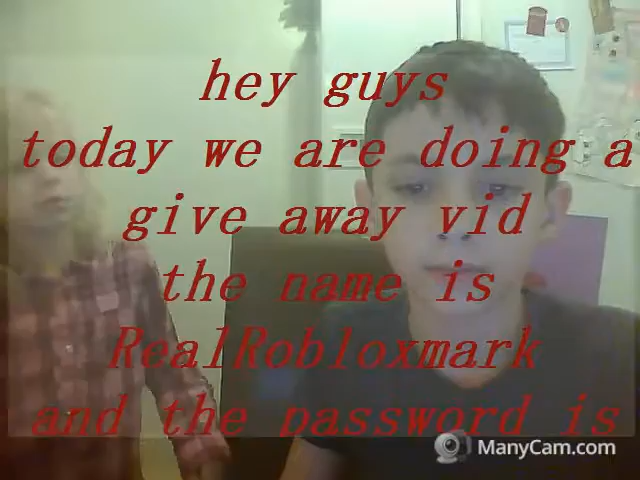 hey guys
today we are doing a
give away vid
the name is
RealRobloxmark
and the password is
ManyCam.com